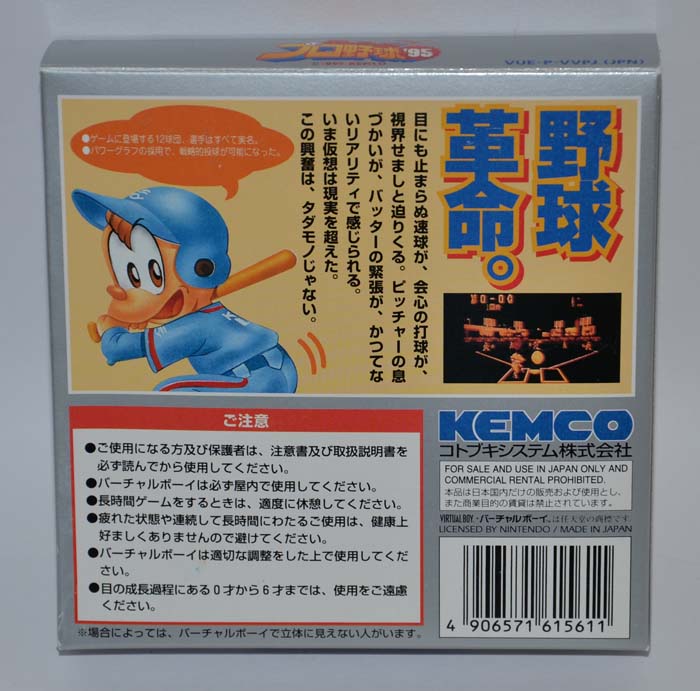 プロ野球'95
VUE-P-VVPJ (JPN)
野球
革命。
目にも止まらぬ速球が、会心の打球が、
視界せましと迫りくる。ピッチャーの息
づかいが、バッターの緊張が、かつてな
いリアリティで感じられる。
いま仮想は現実を超えた。
この興奮は、タダモノじゃない。
●ゲームに登場する12球団、選手はすべて実名。
●パワーグラフの採用で、戦略的投球が可能になった。
ご注意
●ご使用になる方及び保護者は、注意書及び取扱説明書を
必ず読んでから使用してください。
●バーチャルボーイは必ず屋内で使用してください。
●長時間ゲームをするときは、適度に休憩してください。
●疲れた状態や連続して長時間にわたるご使用は、健康上
好ましくありませんので避けてください。
●バーチャルボーイは適切な調整をした上で使用してくだ
さい。
●目の成長過程にある0才から6才までは、使用をご遠慮
ください。
※場合によっては、バーチャルボーイで立体に見えない人がいます。
KEMCO
コトブキシステム株式会社
FOR SALE AND USE IN JAPAN ONLY AND
COMMERCIAL RENTAL PROHIBITED.
本品は日本国内だけの販売および使用とし、
また商業目的の賃貸は禁止されています。
VIRTUAL BOY・バーチャルボーイ。は任天堂の商標です
LICENSED BY NINTENDO / MADE IN JAPAN
4 906571 615611